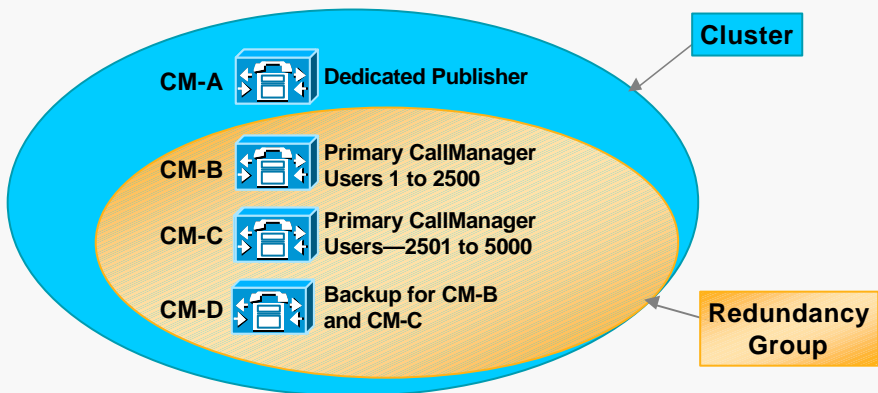 Cluster
CM-A
Dedicated Publisher
CM-B
Primary CallManager
Users 1 to 2500
CM-C
Primary CallManager
Users—2501 to 5000
CM-D
Backup for CM-B
and CM-C
Redundancy
Group